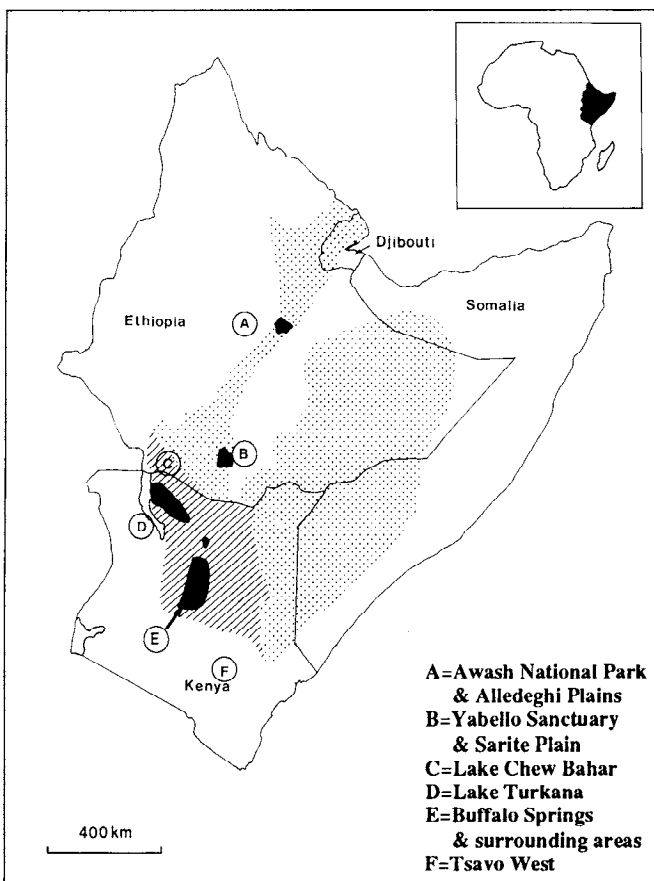 Djibouti
Somalia
Ethiopia
A
B
C
D
E
F
Kenya
A=Awash National Park
& Alledeghi Plains
B=Yabello Sanctuary
& Sarite Plain
C=Lake Chew Bahar
D=Lake Turkana
E=Buffalo Springs
& surrounding areas
F=Tsavo West
400 km